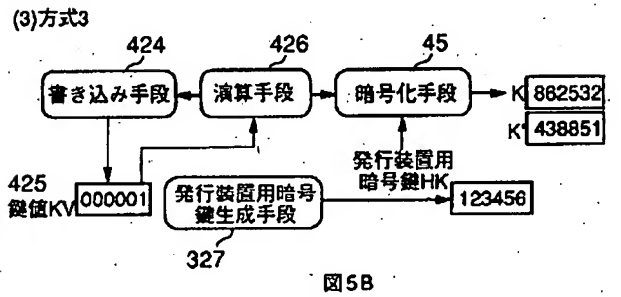 (3)方式3
424
426
45
書き込み手段
演算手段
暗号化手段
K 862532
K' 438851
425
鍵値KV
000001
発行装置用
暗号鍵HK
発行装置用暗号
鍵生成手段
123456
327
図5B